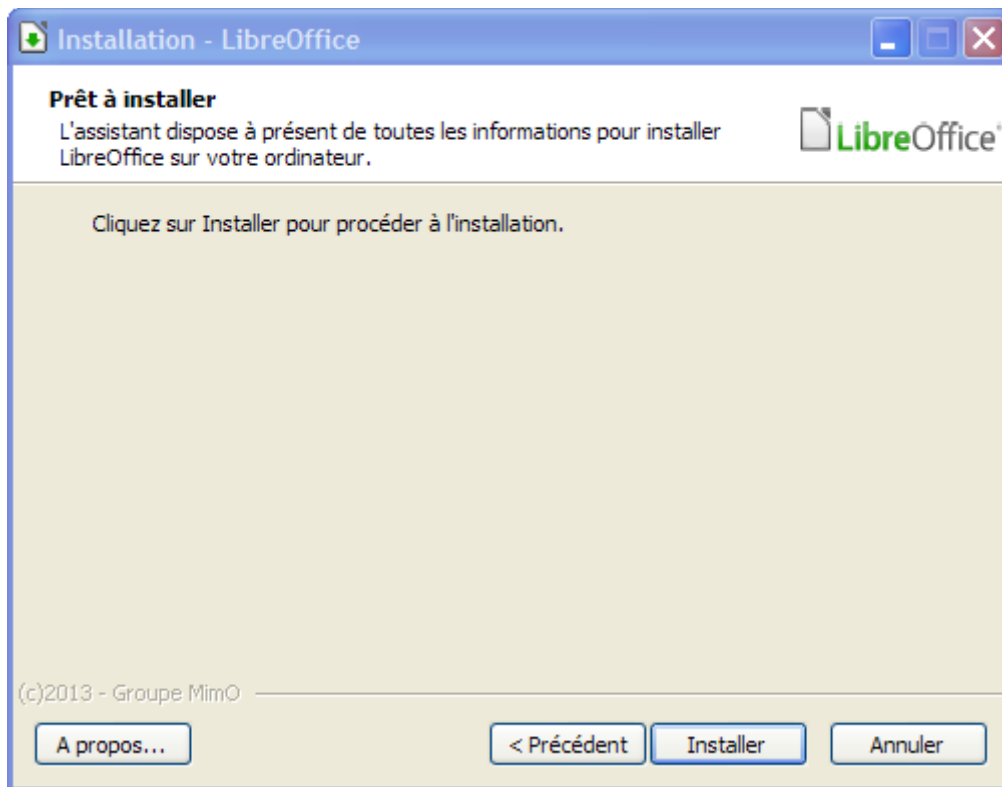 Installation - LibreOffice
Prêt à installer
L'assistant dispose à présent de toutes les informations pour installer
LibreOffice sur votre ordinateur.
LibreOffice
Cliquez sur Installer pour procéder à l'installation.
(c)2013 - Groupe MimO
A propos...
< Précédent
Installer
Annuler